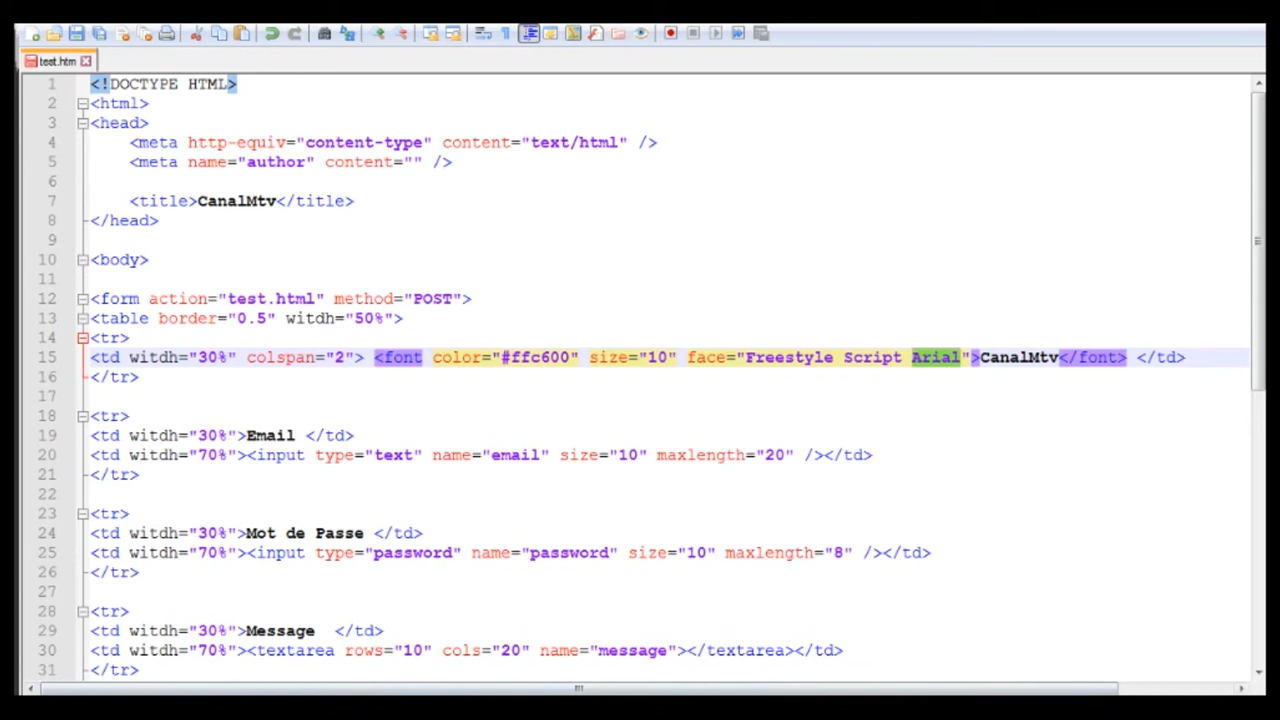 test.htm
1 <!DOCTYPE HTML>
2 <html>
3 <head>
4 <meta http-equiv="content-type" content="text/html" />
5 <meta name="author" content="" />
6
7 <title>CanalMtv</title>
8 </head>
9
10 <body>
11
12 <form action="test.html" method="POST">
13 <table border="0.5" witdh="50%">
14 <tr>
15 <td witdh="30%" colspan="2"> <font color="#ffc600" size="10" face="Freestyle Script Arial">CanalMtv</font> </td>
16 </tr>
17
18 <tr>
19 <td witdh="30%">Email </td>
20 <td witdh="70%"><input type="text" name="email" size="10" maxlength="20" /></td>
21 </tr>
22
23 <tr>
24 <td witdh="30%">Mot de Passe </td>
25 <td witdh="70%"><input type="password" name="password" size="10" maxlength="8" /></td>
26 </tr>
27
28 <tr>
29 <td witdh="30%">Message  </td>
30 <td witdh="70%"><textarea rows="10" cols="20" name="message"></textarea></td>
31 </tr>